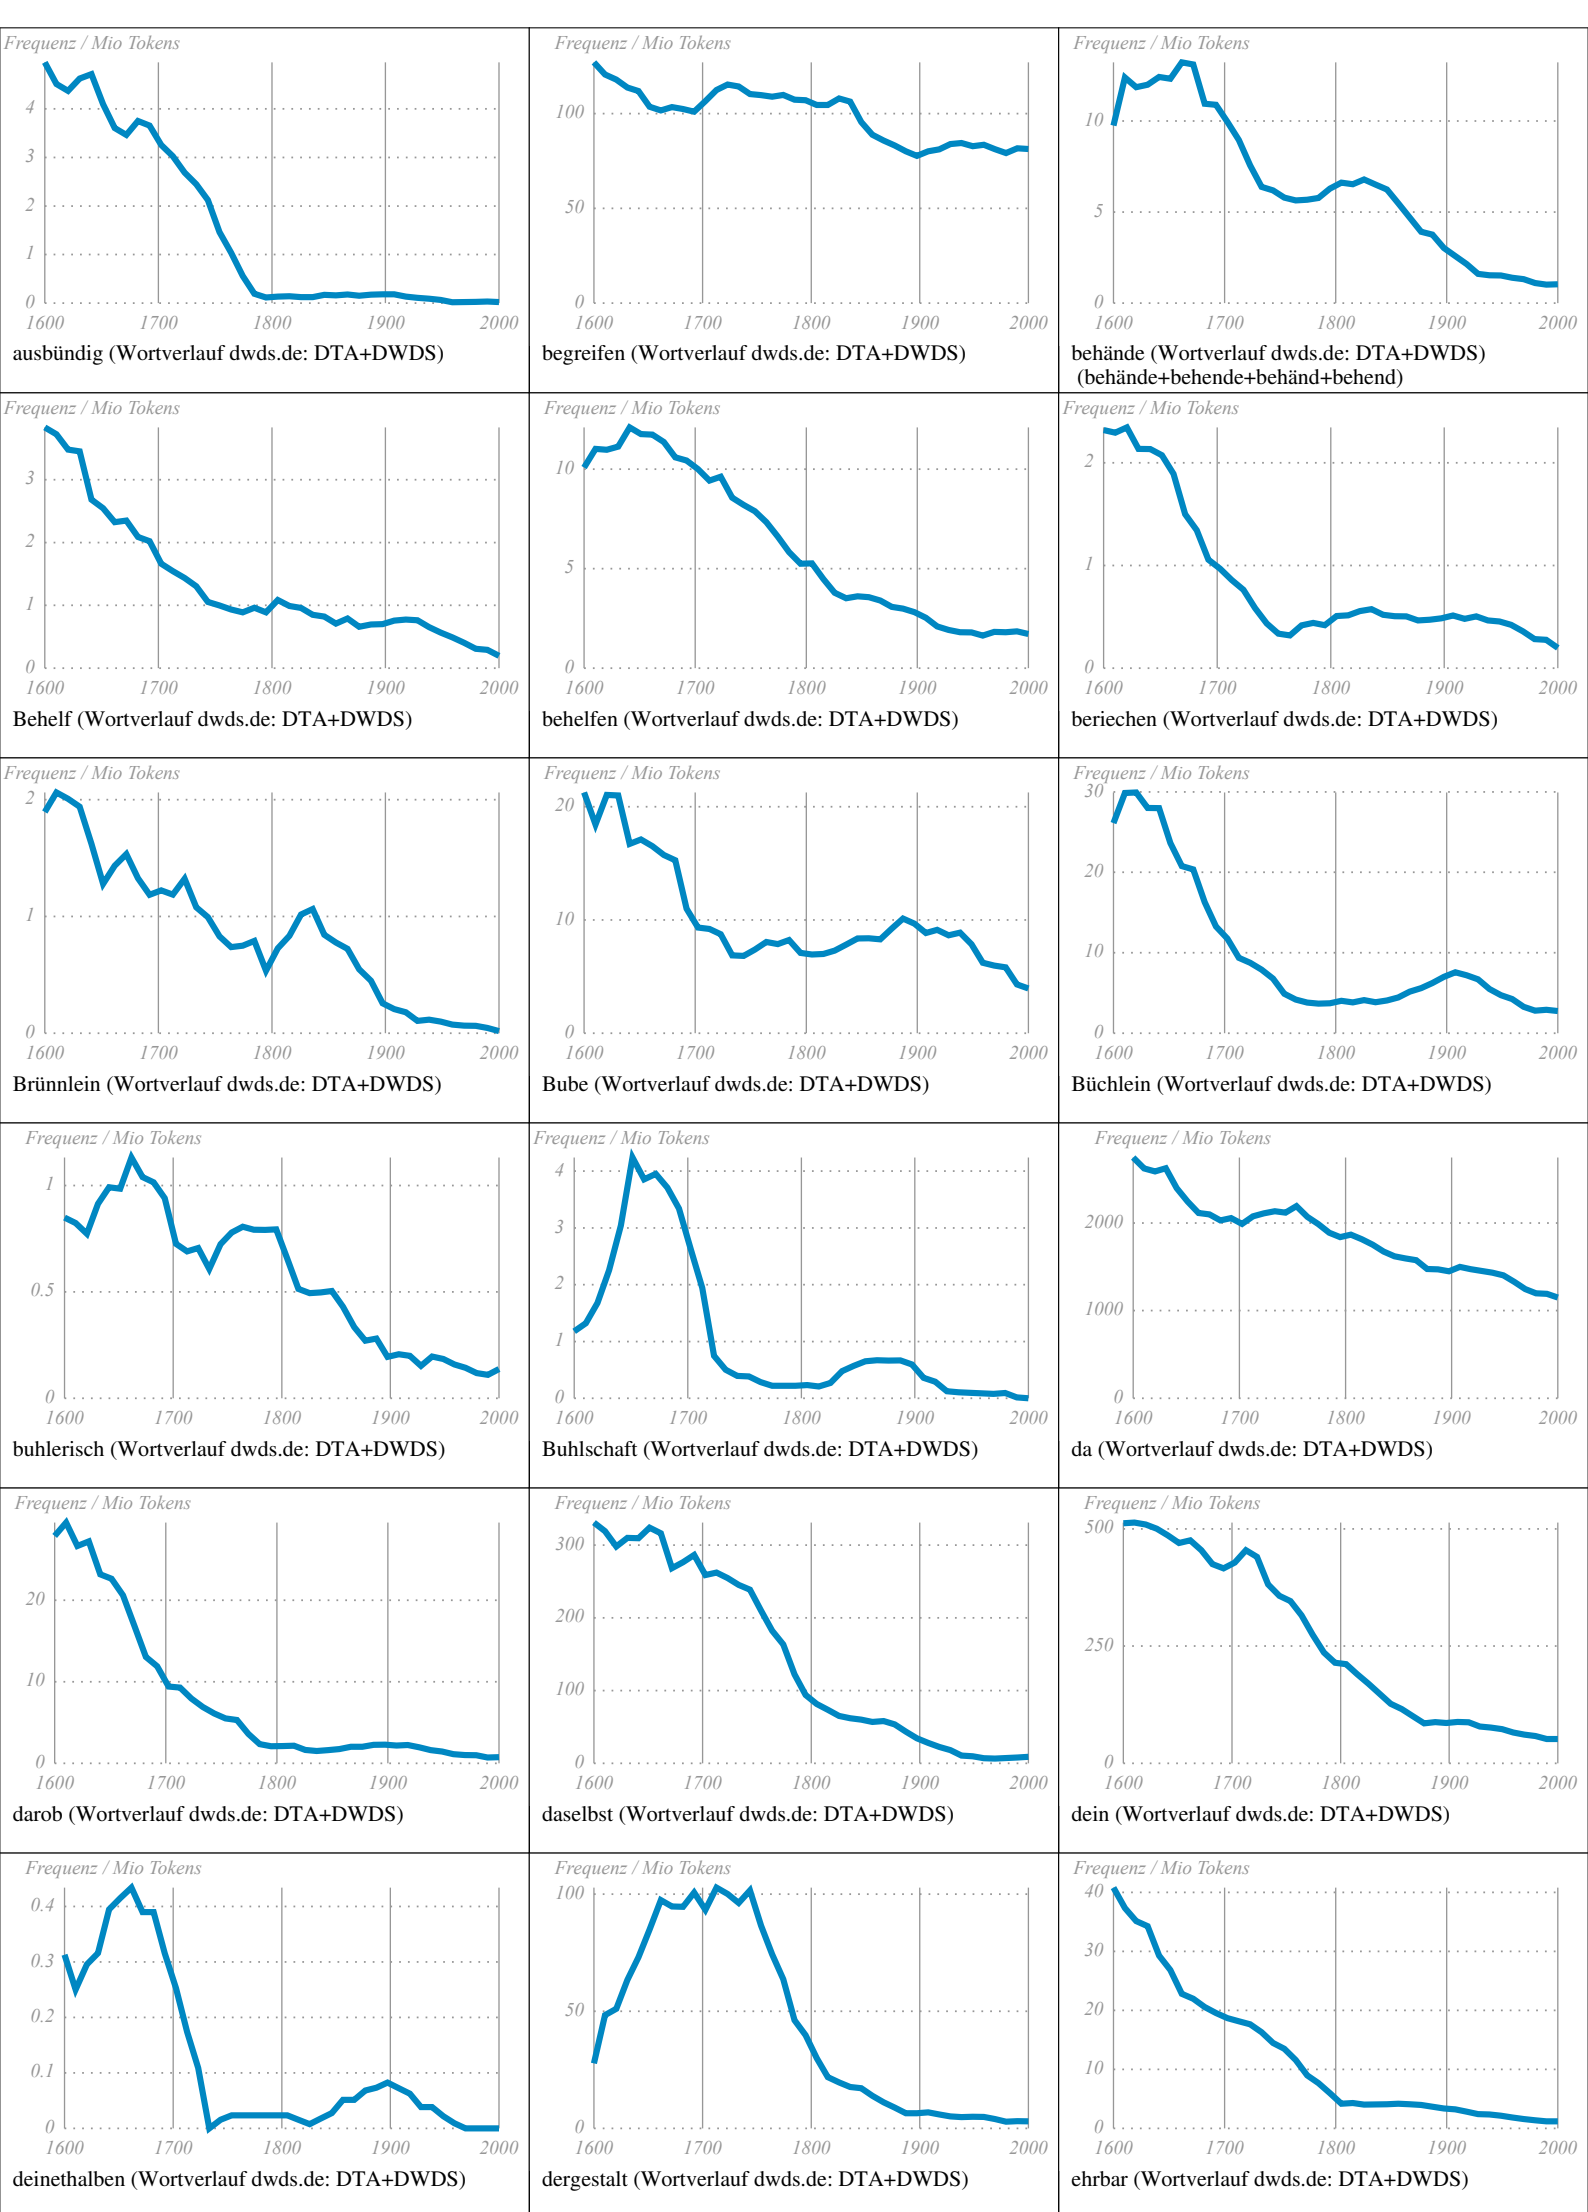 Frequenz / Mio Tokens
4
3
2
1
0
1600 1700 1800 1900 2000
ausbündig (Wortverlauf dwds.de: DTA+DWDS)
Frequenz / Mio Tokens
100
50
0
1600 1700 1800 1900 2000
begreifen (Wortverlauf dwds.de: DTA+DWDS)
Frequenz / Mio Tokens
10
5
0
1600 1700 1800 1900 2000
behände (Wortverlauf dwds.de: DTA+DWDS)
(behände+behende+behänd+behend)
Frequenz / Mio Tokens
3
2
1
0
1600 1700 1800 1900 2000
Behelf (Wortverlauf dwds.de: DTA+DWDS)
Frequenz / Mio Tokens
10
5
0
1600 1700 1800 1900 2000
behelfen (Wortverlauf dwds.de: DTA+DWDS)
Frequenz / Mio Tokens
2
1
0
1600 1700 1800 1900 2000
beriechen (Wortverlauf dwds.de: DTA+DWDS)
Frequenz / Mio Tokens
2
1
0
1600 1700 1800 1900 2000
Brünnlein (Wortverlauf dwds.de: DTA+DWDS)
Frequenz / Mio Tokens
20
10
0
1600 1700 1800 1900 2000
Bube (Wortverlauf dwds.de: DTA+DWDS)
Frequenz / Mio Tokens
30
20
10
0
1600 1700 1800 1900 2000
Büchlein (Wortverlauf dwds.de: DTA+DWDS)
Frequenz / Mio Tokens
1
0.5
0
1600 1700 1800 1900 2000
buhlerisch (Wortverlauf dwds.de: DTA+DWDS)
Frequenz / Mio Tokens
4
3
2
1
0
1600 1700 1800 1900 2000
Buhlschaft (Wortverlauf dwds.de: DTA+DWDS)
Frequenz / Mio Tokens
2000
1000
0
1600 1700 1800 1900 2000
da (Wortverlauf dwds.de: DTA+DWDS)
Frequenz / Mio Tokens
20
10
0
1600 1700 1800 1900 2000
darob (Wortverlauf dwds.de: DTA+DWDS)
Frequenz / Mio Tokens
300
200
100
0
1600 1700 1800 1900 2000
daselbst (Wortverlauf dwds.de: DTA+DWDS)
Frequenz / Mio Tokens
500
250
0
1600 1700 1800 1900 2000
dein (Wortverlauf dwds.de: DTA+DWDS)
Frequenz / Mio Tokens
0.4
0.3
0.2
0.1
0
1600 1700 1800 1900 2000
deinethalben (Wortverlauf dwds.de: DTA+DWDS)
Frequenz / Mio Tokens
100
50
0
1600 1700 1800 1900 2000
dergestalt (Wortverlauf dwds.de: DTA+DWDS)
Frequenz / Mio Tokens
40
30
20
10
0
1600 1700 1800 1900 2000
ehrbar (Wortverlauf dwds.de: DTA+DWDS)